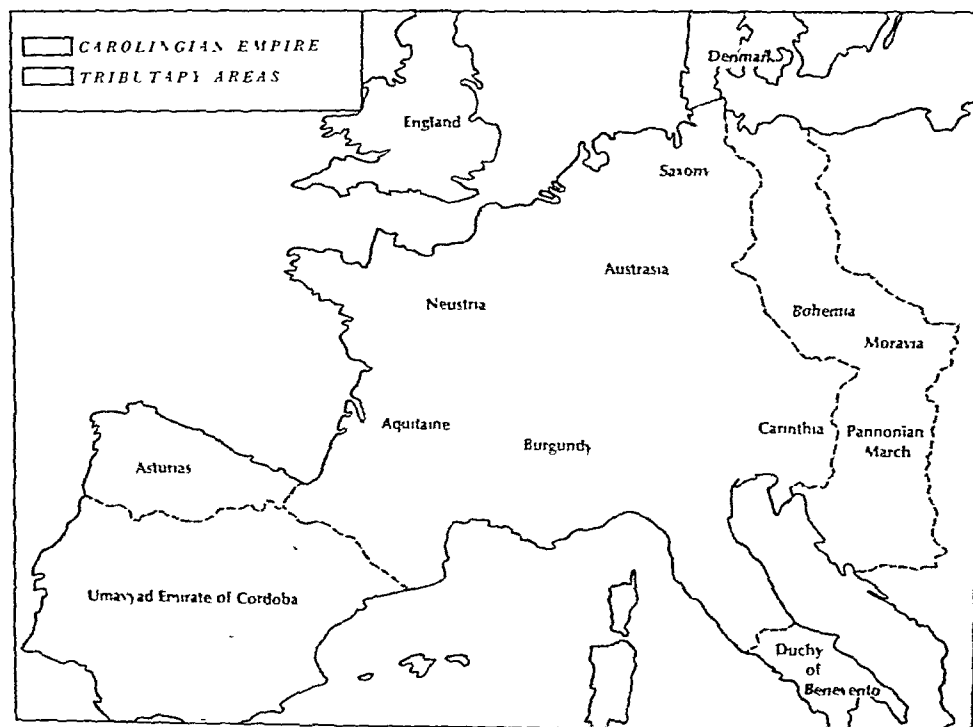 CAROLINGIAN EMPIRE
TRIBUTAPY AREAS
Denmark
England
Saxony
Austrasia
Neustria
Bohemia
Moravia
Aquitaine
Burgundy
Carinthia
Pannonian
March
Asturias
Umayyad Emirate of Cordoba
Duchy
of
Benevento